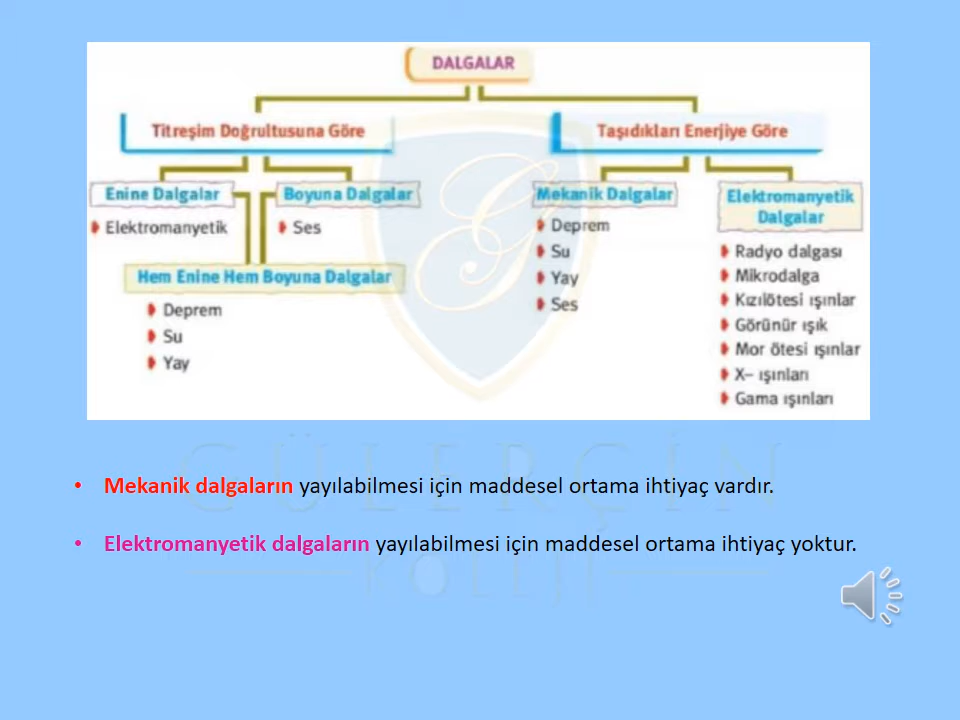 DALGALAR
Titreşim Doğrultusuna Göre
Taşıdıkları Enerjiye Göre
Enine Dalgalar
Elektromanyetik
Boyuna Dalgalar
Ses
Hem Enine Hem Boyuna Dalgalar
Deprem
Su
Yay
Mekanik Dalgalar
Deprem
Su
Yay
Ses
Elektromanyetik
Dalgalar
Radyo dalgası
Mikrodalga
Kızılötesi ışınlar
Görünür ışık
Mor ötesi ışınlar
X– ışınları
Gama ışınları
GÜLERÇİN
• Mekanik dalgaların yayılabilmesi için maddesel ortama ihtiyaç vardır.
• Elektromanyetik dalgaların yayılabilmesi için maddesel ortama ihtiyaç yoktur.
KOLEJİ